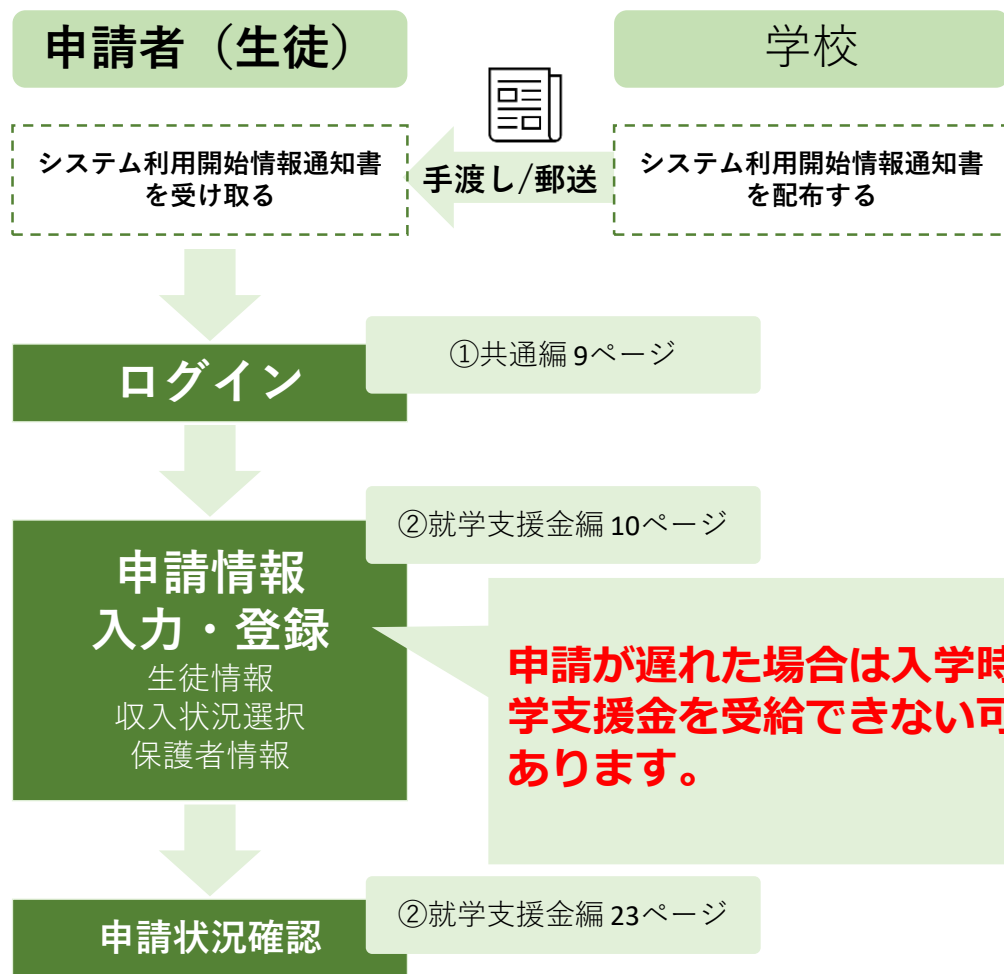 申請者（生徒）
学校
システム利用開始情報通知書
を受け取る
手渡し/郵送
システム利用開始情報通知書
を配布する
ログイン
①共通編 9ページ
申請情報
入力・登録
生徒情報
収入状況選択
保護者情報
②就学支援金編 10ページ
申請が遅れた場合は入学時
学支援金を受給できない可
あります。
申請状況確認
②就学支援金編 23ページ